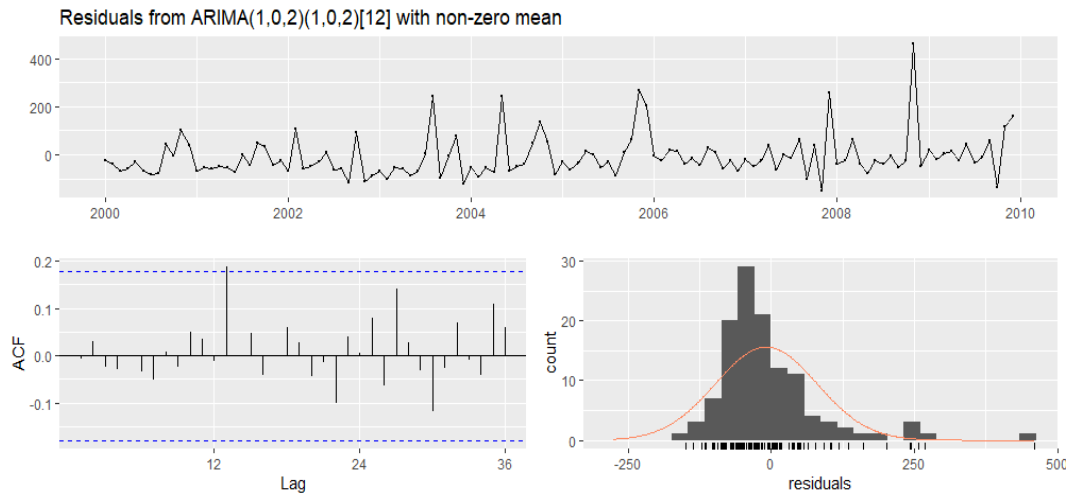 Residuals from ARIMA(1,0,2)(1,0,2)[12] with non-zero mean
400
200
0
2000 2002 2004 2006 2008 2010
0.2
0.1
0.0
-0.1
ACF
12 24 36
Lag
30
20
10
0
count
-250 0 250 500
residuals